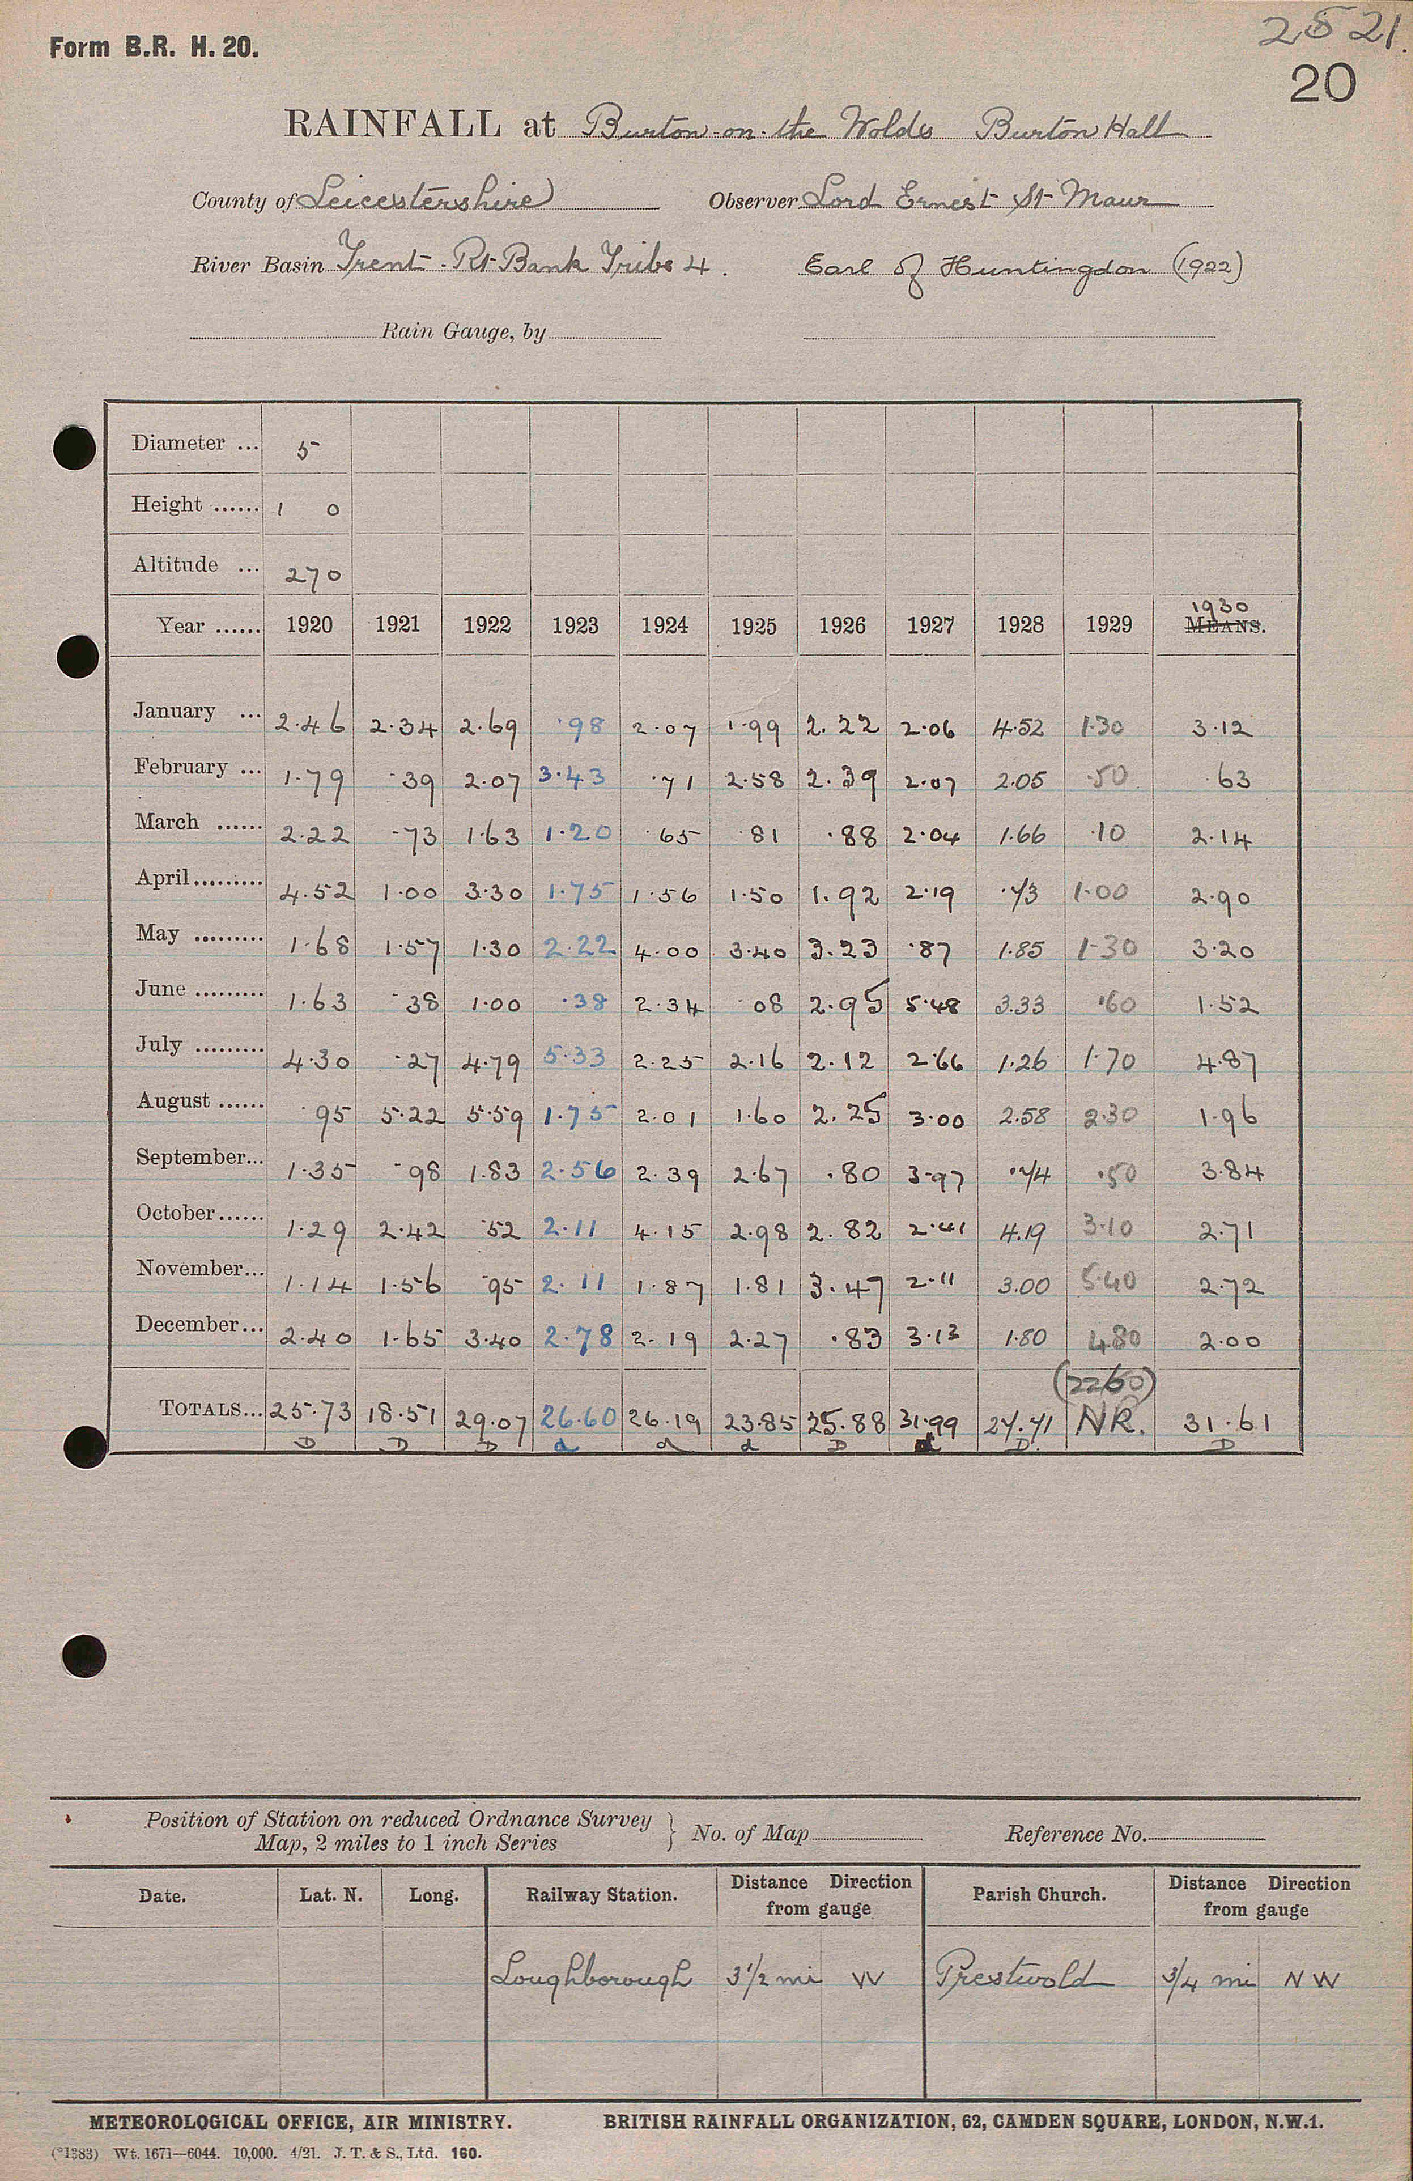 2521.
Form B.R. H. 20.
20
RAINFALL at Burton-on-the Wolds Burton Hall
County of Leicestershire Observer Lord Ernest St Maur
River Basin Trent. Rt Bank Tribs 4. Earl of Huntingdon (1922)
Rain Gauge, by
Diameter ... 5
Height ...... 1 0
Altitude ... 270
Year ...... 1920 1921 1922 1923 1924 1925 1926 1927 1928 1929 1930 MEANS.
January ... 2.46 2.34 2.69 .98 2.07 1.99 2.22 2.06 4.52 1.30 3.12
February ... 1.79 .39 2.07 3.43 .71 2.58 2.39 2.07 2.05 .50 .63
March ...... 2.22 .73 1.63 1.20 .65 .81 .88 2.04 1.66 .10 2.14
April......... 4.52 1.00 3.30 1.75 1.56 1.50 1.92 2.19 .73 1.00 2.90
May ......... 1.68 1.57 1.30 2.22 4.00 3.40 3.23 .87 1.85 1.30 3.20
June ......... 1.63 .38 1.00 .38 2.34 .08 2.95 5.48 3.33 .60 1.52
July ......... 4.30 .27 4.79 5.33 2.25 2.16 2.12 2.66 1.26 1.70 4.87
August ...... .95 5.22 5.59 1.75 2.01 1.60 2.25 3.00 2.58 2.30 1.96
September... 1.35 .98 1.83 2.56 2.39 2.67 .80 3.97 .74 .50 3.84
October...... 1.29 2.42 .52 2.11 4.15 2.98 2.82 2.41 4.19 3.10 2.71
November... 1.14 1.56 .95 2.11 1.87 1.81 3.47 2.11 3.00 5.40 2.72
December... 2.40 1.65 3.40 2.78 2.19 2.27 .83 3.13 1.80 4.80 2.00
(2260)
TOTALS... 25.73 18.51 29.07 26.60 26.19 23.85 25.88 31.99 27.71 NR. 31.61
D D D d d d D d D. D
Position of Station on reduced Ordnance Survey
Map, 2 miles to 1 inch Series } No. of Map Reference No.
Date. Lat. N. Long. Railway Station. Distance Direction from gauge Parish Church. Distance Direction from gauge
Loughborough 3 1/2 mi W Prestwold 3/4 mi NW
METEOROLOGICAL OFFICE, AIR MINISTRY. BRITISH RAINFALL ORGANIZATION, 62, CAMDEN SQUARE, LONDON, N.W.1.
(*1383) Wt. 1671—6044. 10,000. 4/21. J. T. & S., Ltd. 160.